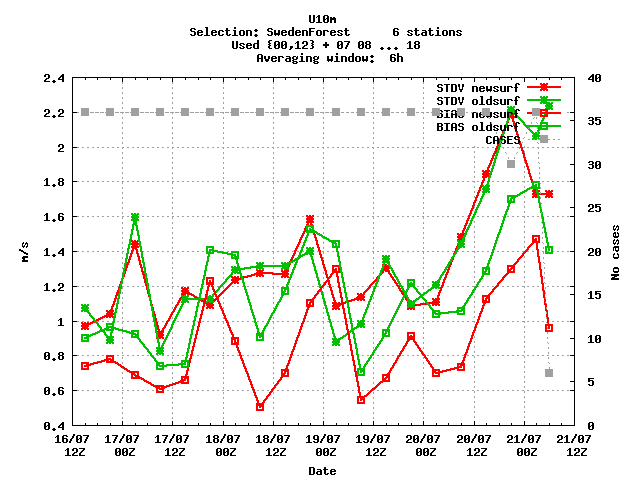 U10m
Selection: SwedenForest 6 stations
Used {00,12} + 07 08 ... 18
Averaging window: 6h
2.4
2.2
2
1.8
1.6
1.4
1.2
1
0.8
0.6
0.4
m/s
STDV newsurf
STDV oldsurf
BIAS newsurf
BIAS oldsurf
CASES
40
35
30
25
20
15
10
5
0
No cases
16/07 17/07 17/07 18/07 18/07 19/07 19/07 20/07 20/07 21/07 21/07
12Z 00Z 12Z 00Z 12Z 00Z 12Z 00Z 12Z 00Z 12Z
Date